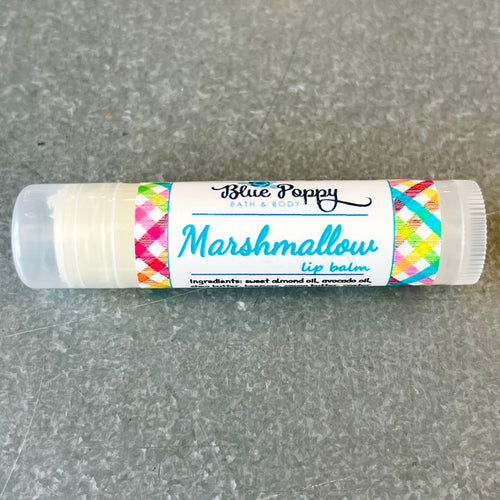 Blue Poppy
BATH & BODY
Marshmallow
lip balm
Ingredients: sweet almond oil, avocado oil,